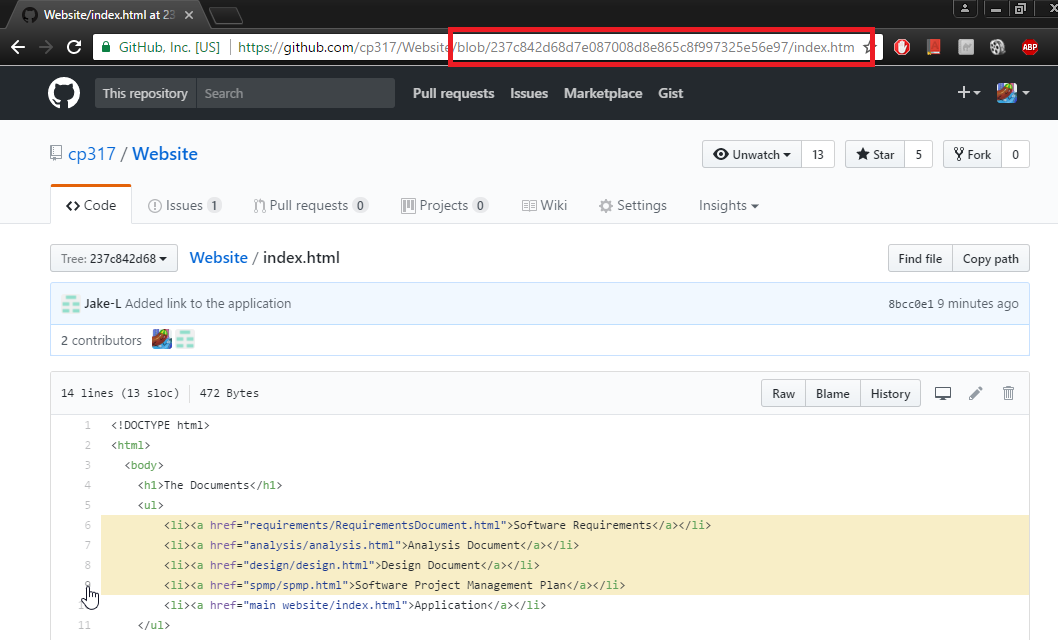 Website/index.html at 23
GitHub, Inc. [US] https://github.com/cp317/Website/blob/237c842d68d7e087008d8e865c8f997325e56e97/index.htm
ABP
This repository Search Pull requests Issues Marketplace Gist
cp317 / Website Unwatch 13 Star 5 Fork 0
Code Issues 1 Pull requests 0 Projects 0 Wiki Settings Insights
Tree: 237c842d68 Website / index.html Find file Copy path
Jake-L Added link to the application 8bcc0e1 9 minutes ago
2 contributors
14 lines (13 sloc) 472 Bytes Raw Blame History
1 <!DOCTYPE html>
2 <html>
3 <body>
4 <h1>The Documents</h1>
5 <ul>
6 <li><a href="requirements/RequirementsDocument.html">Software Requirements</a></li>
7 <li><a href="analysis/analysis.html">Analysis Document</a></li>
8 <li><a href="design/design.html">Design Document</a></li>
9 <li><a href="spmp/spmp.html">Software Project Management Plan</a></li>
<li><a href="main website/index.html">Application</a></li>
11 </ul>